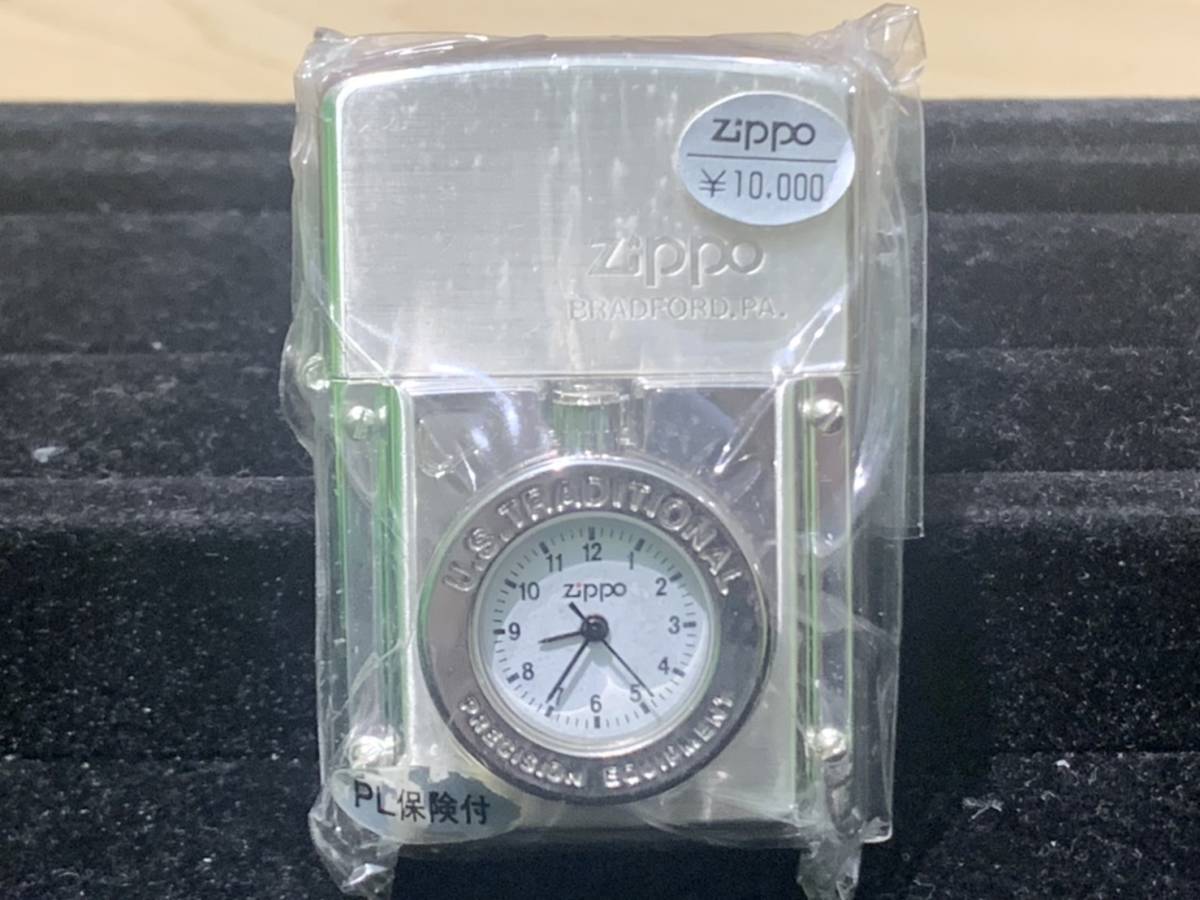 Zippo
¥10.000
Zippo
BRADFORD,PA.
U.S.TRADITIONAL
12
1
2
3
4
5
6
7
8
9
10
11
Zippo
PRECISION EQUIPMENT
PL保険付